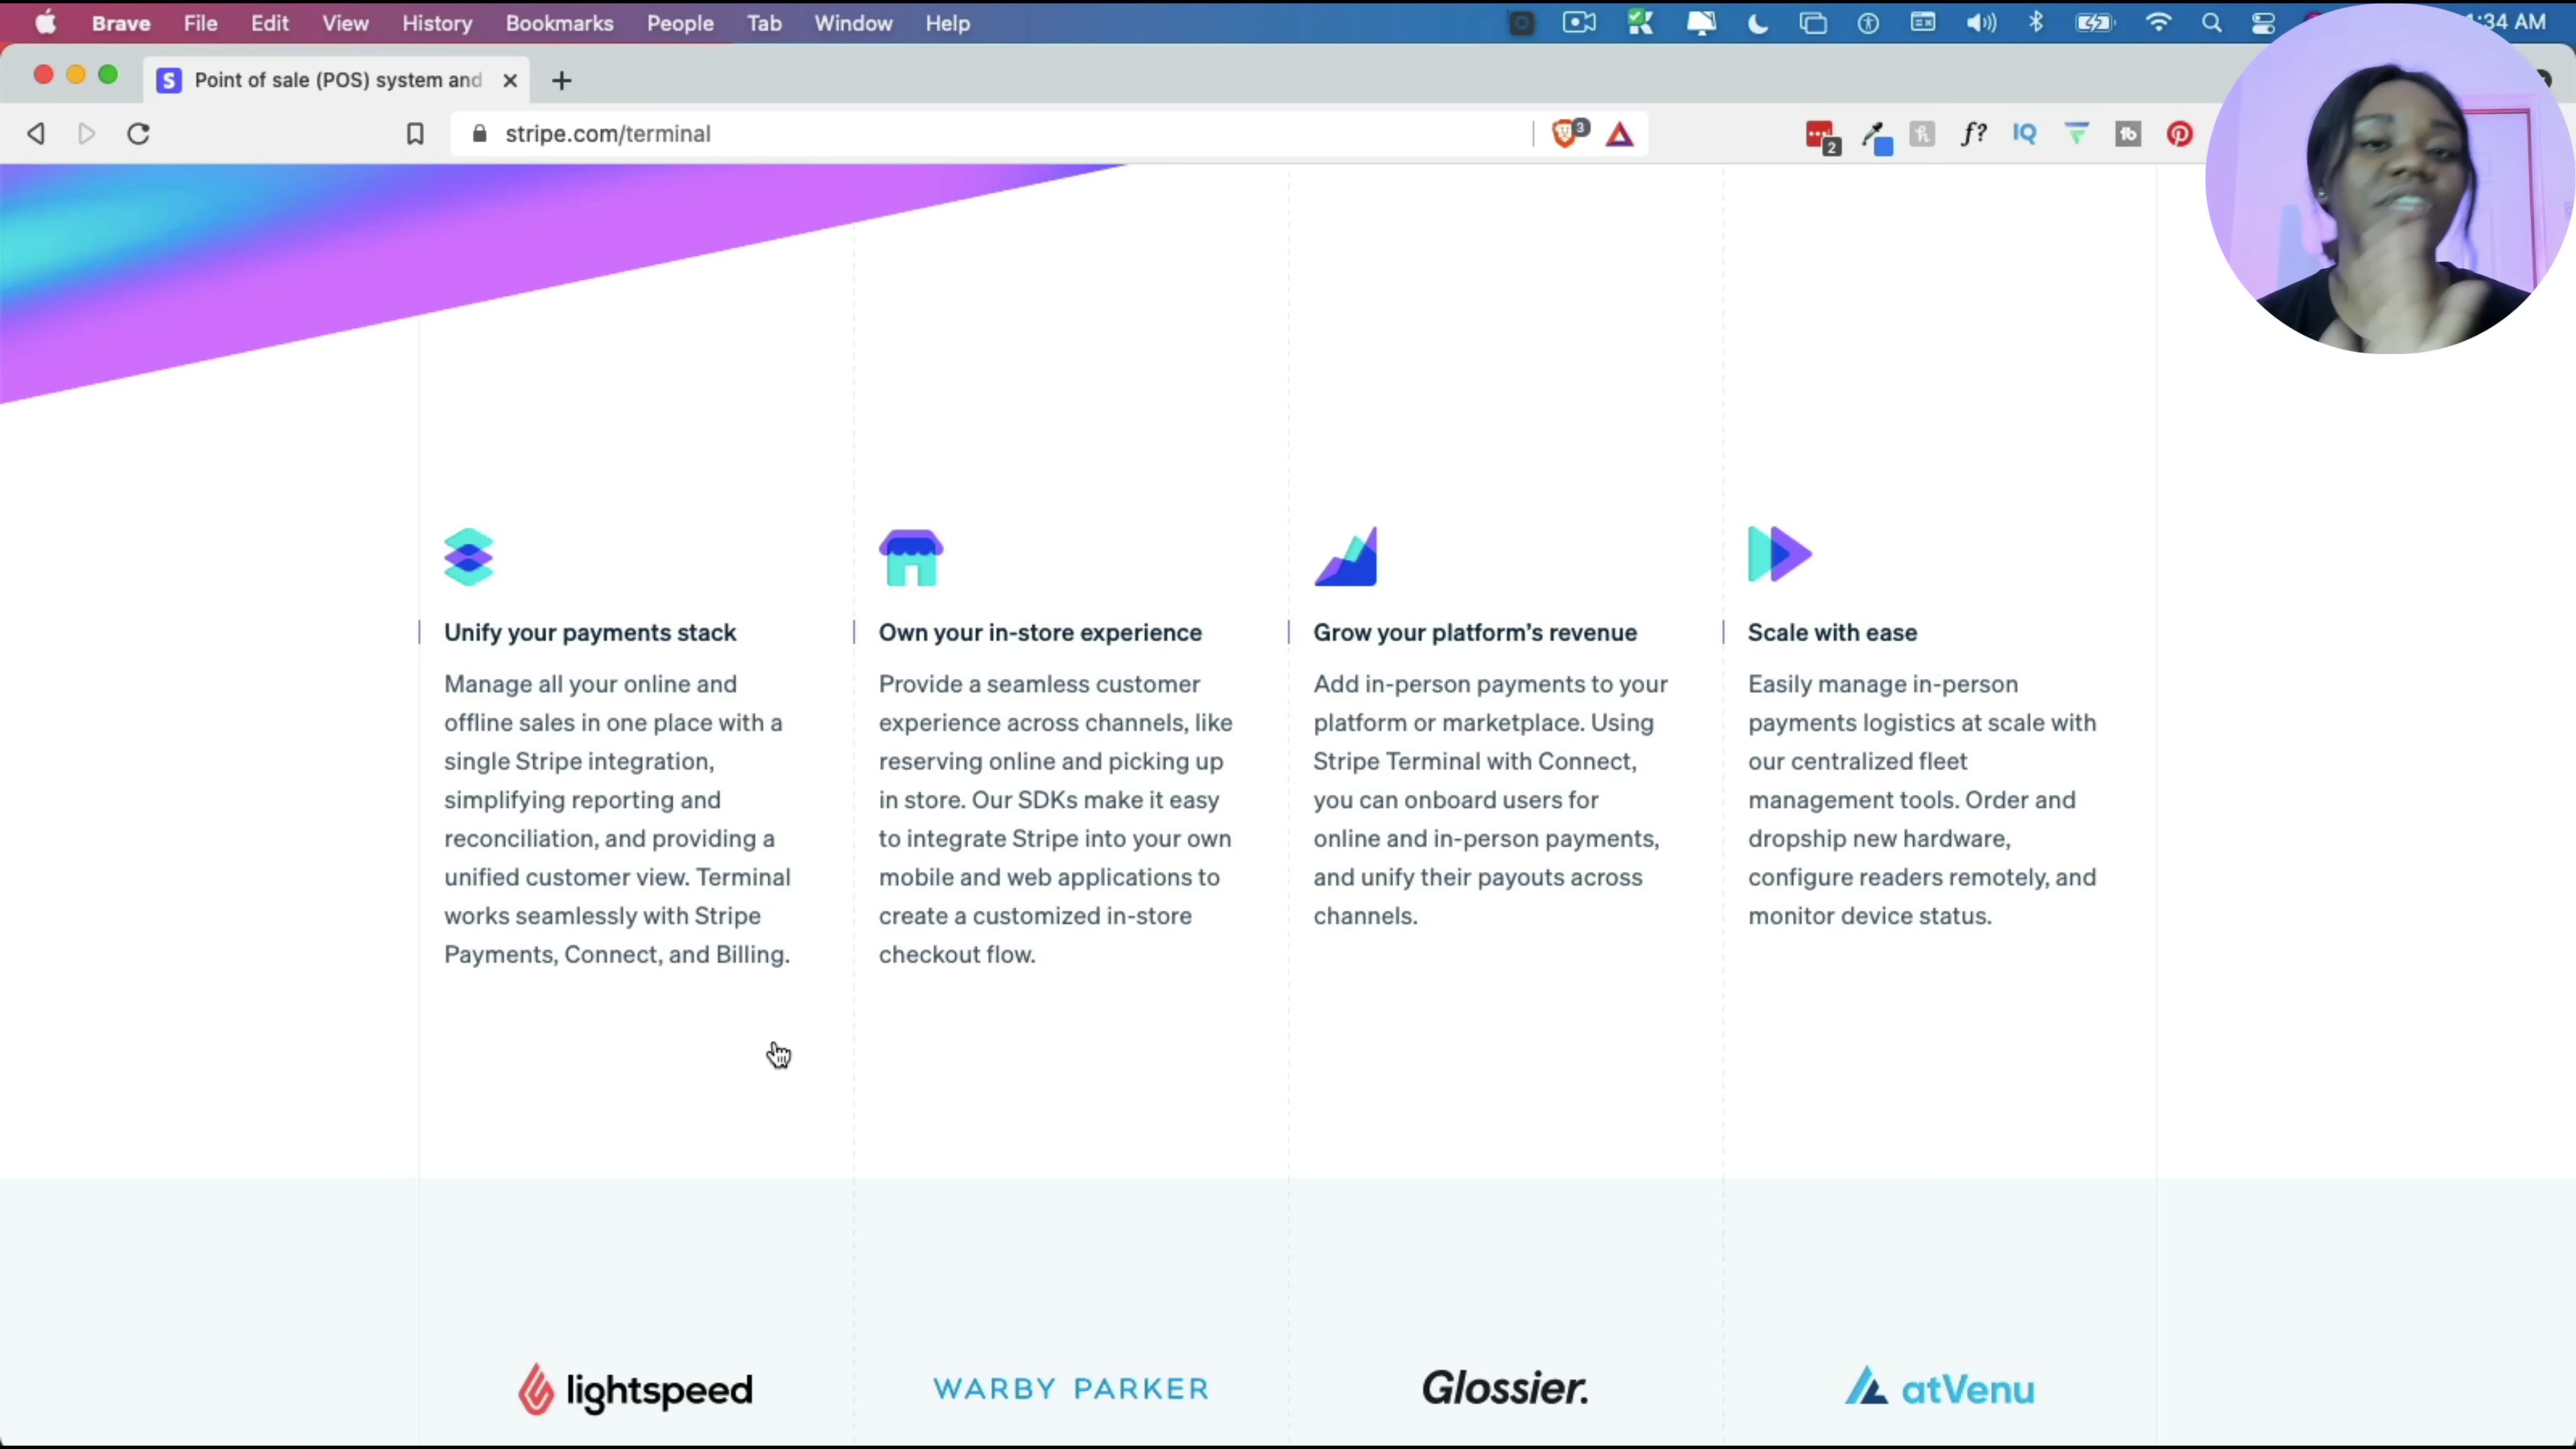 Brave File Edit View History Bookmarks People Tab Window Help
:34 AM
S Point of sale (POS) system and
stripe.com/terminal
3
2
h
f?
IQ
tb
Unify your payments stack
Manage all your online and
offline sales in one place with a
single Stripe integration,
simplifying reporting and
reconciliation, and providing a
unified customer view. Terminal
works seamlessly with Stripe
Payments, Connect, and Billing.
Own your in-store experience
Provide a seamless customer
experience across channels, like
reserving online and picking up
in store. Our SDKs make it easy
to integrate Stripe into your own
mobile and web applications to
create a customized in-store
checkout flow.
Grow your platform’s revenue
Add in-person payments to your
platform or marketplace. Using
Stripe Terminal with Connect,
you can onboard users for
online and in-person payments,
and unify their payouts across
channels.
Scale with ease
Easily manage in-person
payments logistics at scale with
our centralized fleet
management tools. Order and
dropship new hardware,
configure readers remotely, and
monitor device status.
lightspeed
WARBY PARKER
Glossier.
atVenu